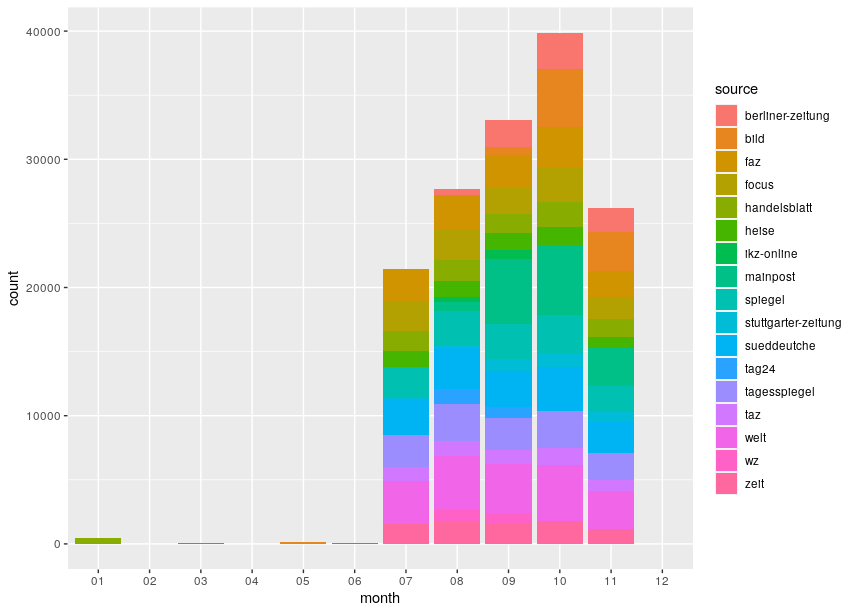 source
berliner-zeitung
bild
faz
focus
handelsblatt
heise
lkz-online
mainpost
spiegel
stuttgarter-zeitung
sueddeutche
tag24
tagesspiegel
taz
welt
wz
zeit
count
40000
30000
20000
10000
0
01 02 03 04 05 06 07 08 09 10 11 12
month